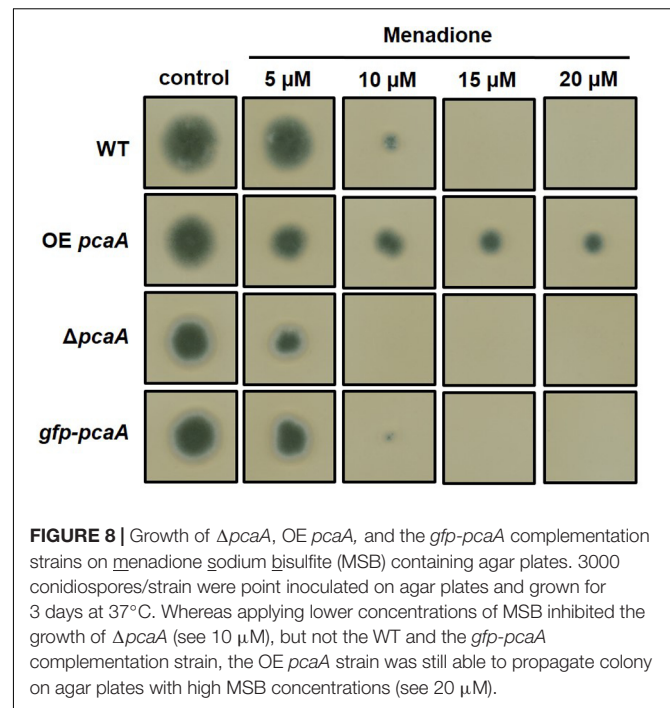 Menadione
control 5 µM 10 µM 15 µM 20 µM
WT
OE pcaA
ΔpcaA
gfp-pcaA
FIGURE 8 | Growth of ΔpcaA, OE pcaA, and the gfp-pcaA complementation
strains on menadione sodium bisulfite (MSB) containing agar plates. 3000
conidiospores/strain were point inoculated on agar plates and grown for
3 days at 37°C. Whereas applying lower concentrations of MSB inhibited the
growth of ΔpcaA (see 10 µM), but not the WT and the gfp-pcaA
complementation strain, the OE pcaA strain was still able to propagate colony
on agar plates with high MSB concentrations (see 20 µM).